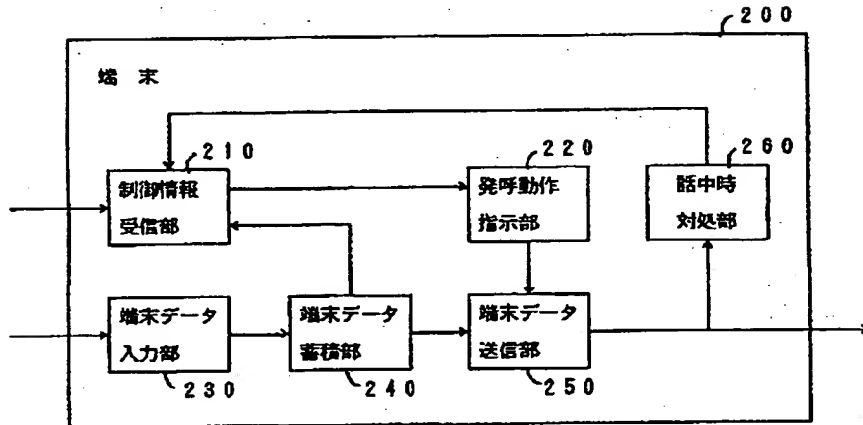 200
端末
210
220
260
制御情報
受信部
発呼動作
指示部
話中時
対処部
端末データ
入力部
端末データ
蓄積部
端末データ
送信部
230
240
250